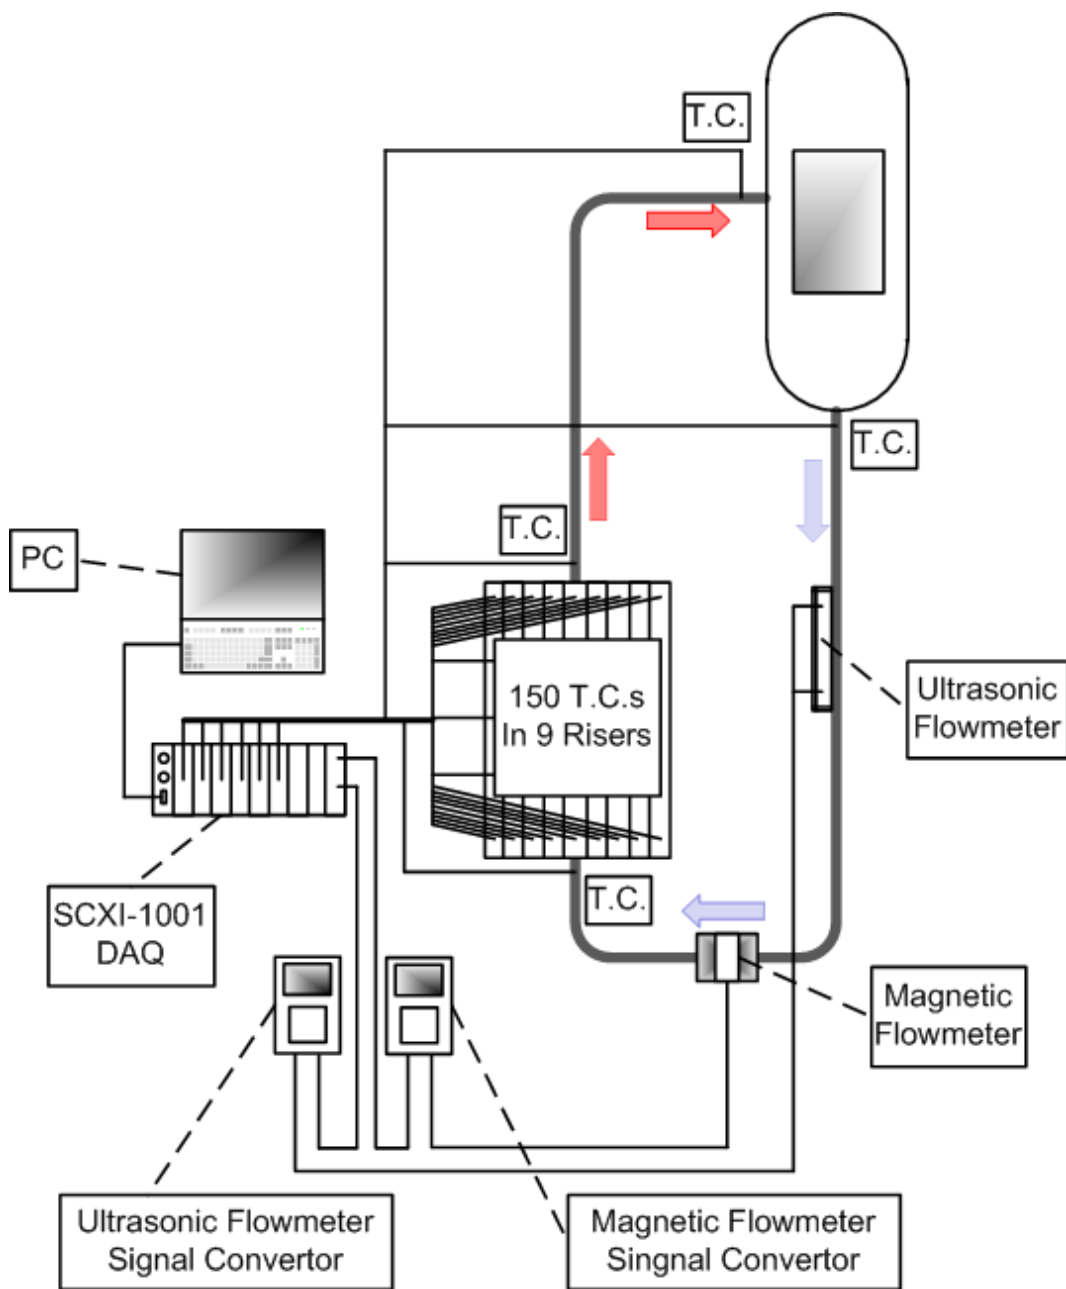 T.C.
T.C.
T.C.
PC
150 T.C.s
In 9 Risers
Ultrasonic
Flowmeter
SCXI-1001
DAQ
T.C.
Magnetic
Flowmeter
Ultrasonic Flowmeter
Signal Convertor
Magnetic Flowmeter
Singnal Convertor